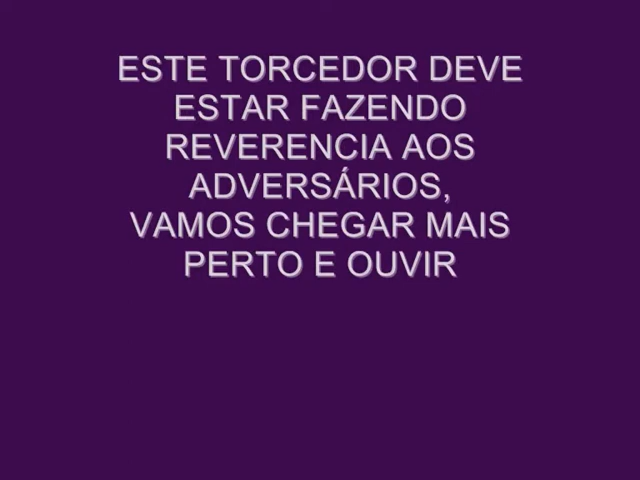 ESTE TORCEDOR DEVE
ESTAR FAZENDO
REVERENCIA AOS
ADVERSÁRIOS,
VAMOS CHEGAR MAIS
PERTO E OUVIR